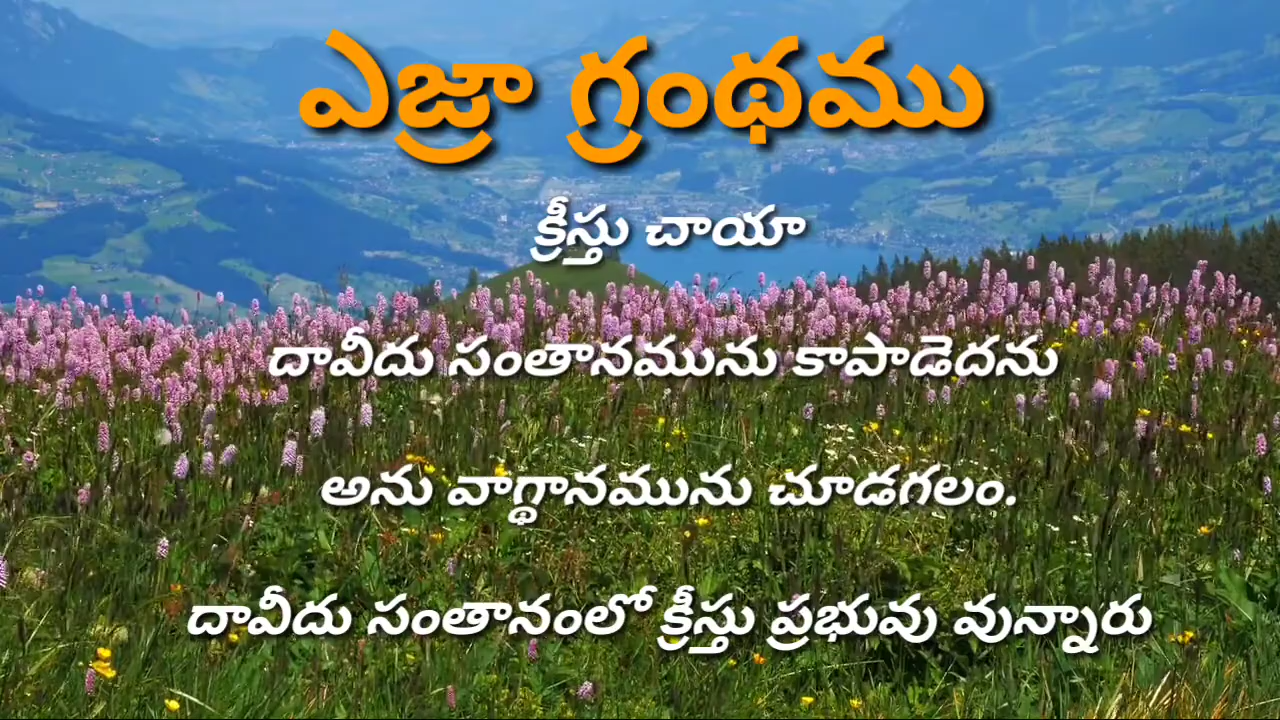 ఎజ్రా గ్రంథము
క్రీస్తు చాయా
దావీదు సంతానమును కాపాడెదను
అను వాగ్ధానమును చూడగలం.
దావీదు సంతానంలో క్రీస్తు ప్రభువు వున్నారు